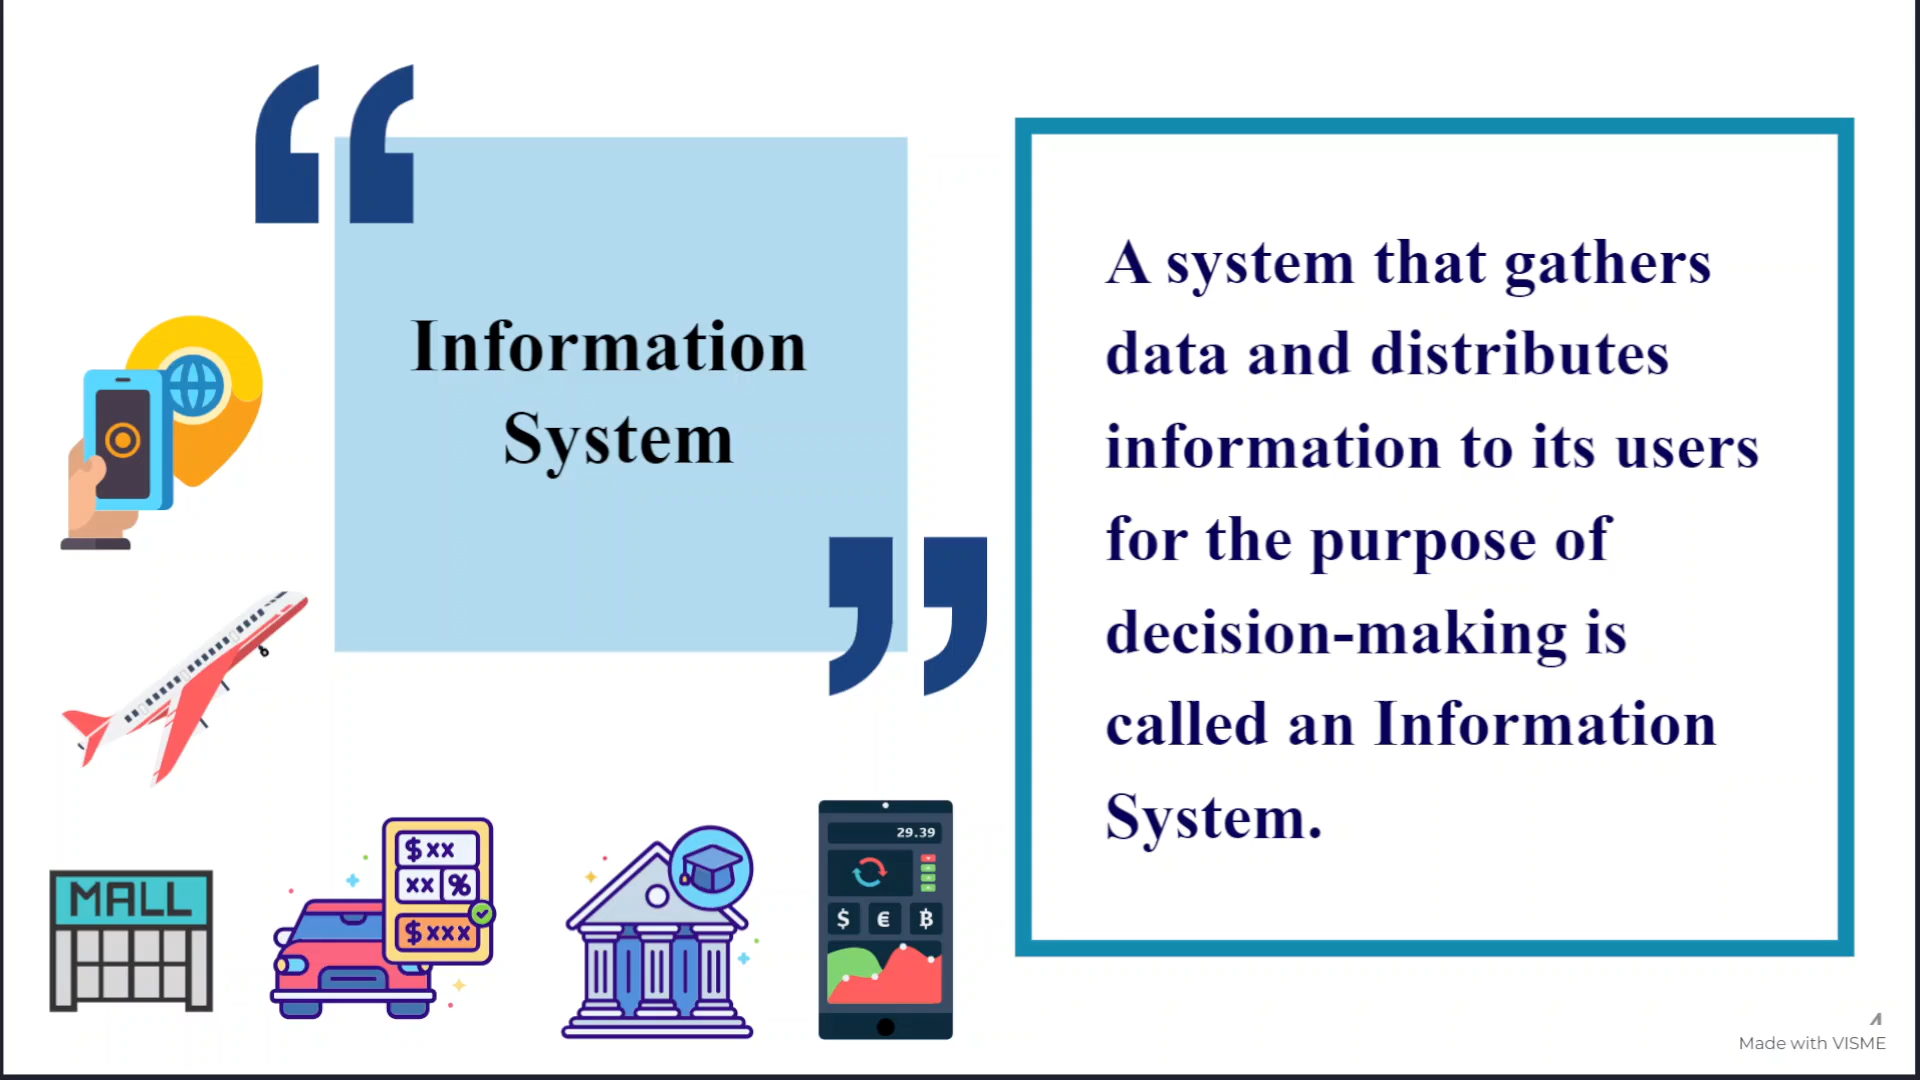 Information
System
A system that gathers
data and distributes
information to its users
for the purpose of
decision-making is
called an Information
System.
MALL
$xx
xx %
$xxx
29.39
$ € ₿
4
Made with VISME